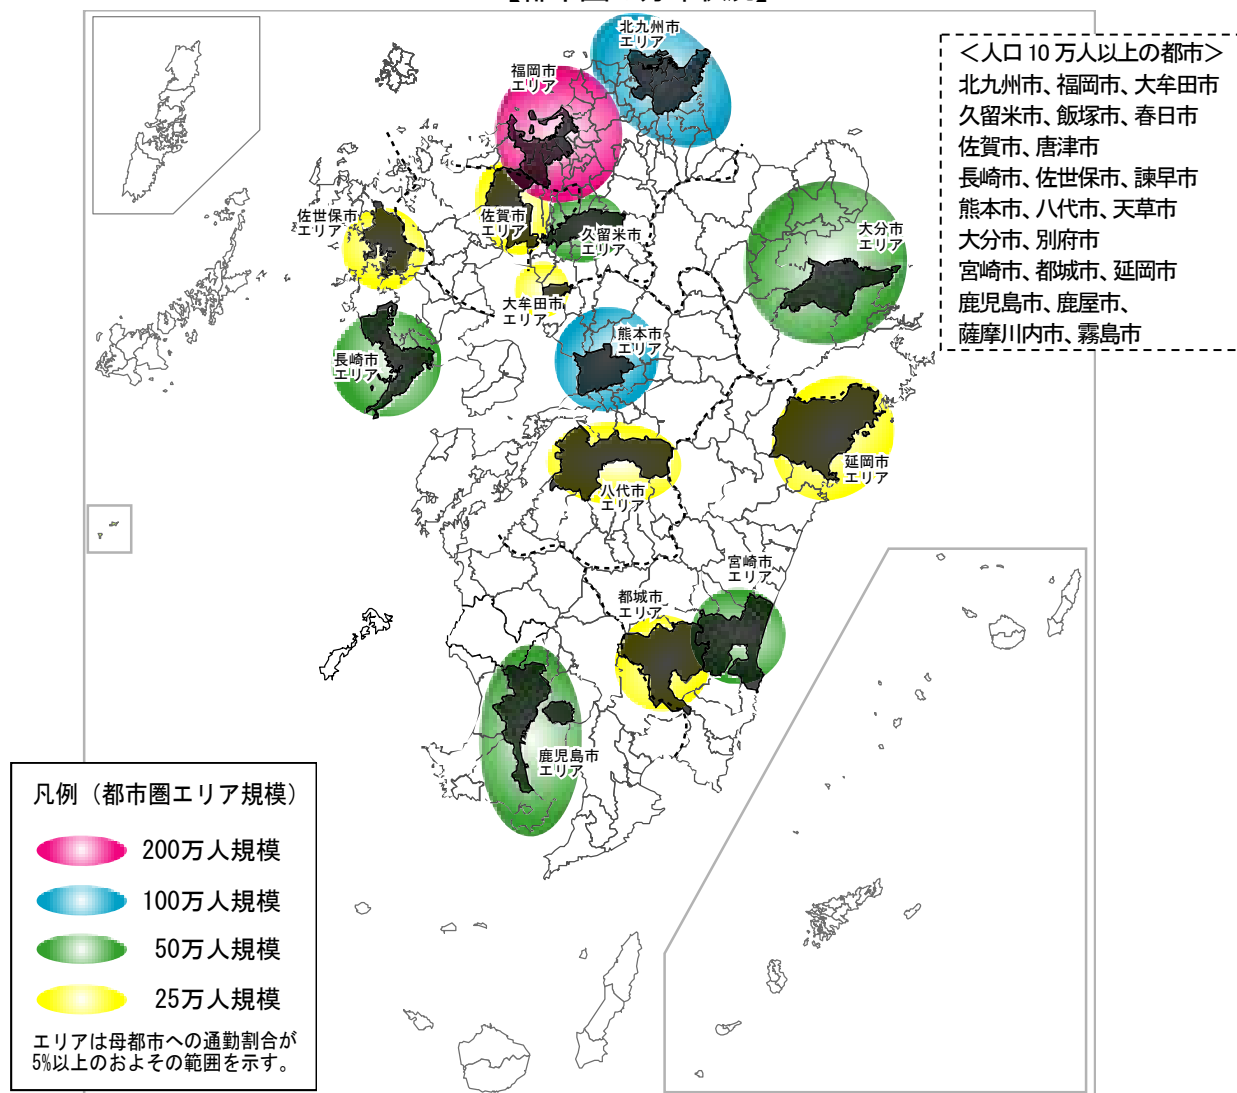 北九州市
エリア
福岡市
エリア
＜人口10万人以上の都市＞
北九州市、福岡市、大牟田市
久留米市、飯塚市、春日市
佐賀市、唐津市
長崎市、佐世保市、諫早市
熊本市、八代市、天草市
大分市、別府市
宮崎市、都城市、延岡市
鹿児島市、鹿屋市、
薩摩川内市、霧島市
佐世保市
エリア
佐賀市
エリア
久留米市
エリア
大分市
エリア
大牟田市
エリア
長崎市
エリア
熊本市
エリア
延岡市
エリア
八代市
エリア
宮崎市
エリア
都城市
エリア
鹿児島市
エリア
凡例（都市圏エリア規模）
200万人規模
100万人規模
50万人規模
25万人規模
エリアは母都市への通勤割合が
5%以上のおよその範囲を示す。